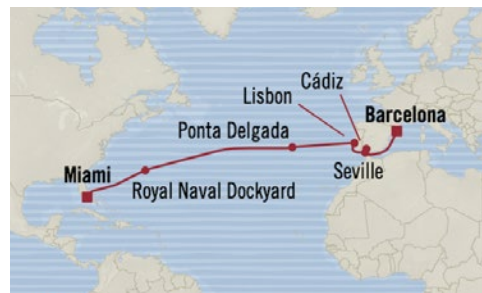 Cádiz
Lisbon
Barcelona
Ponta Delgada
Seville
Miami
Royal Naval Dockyard